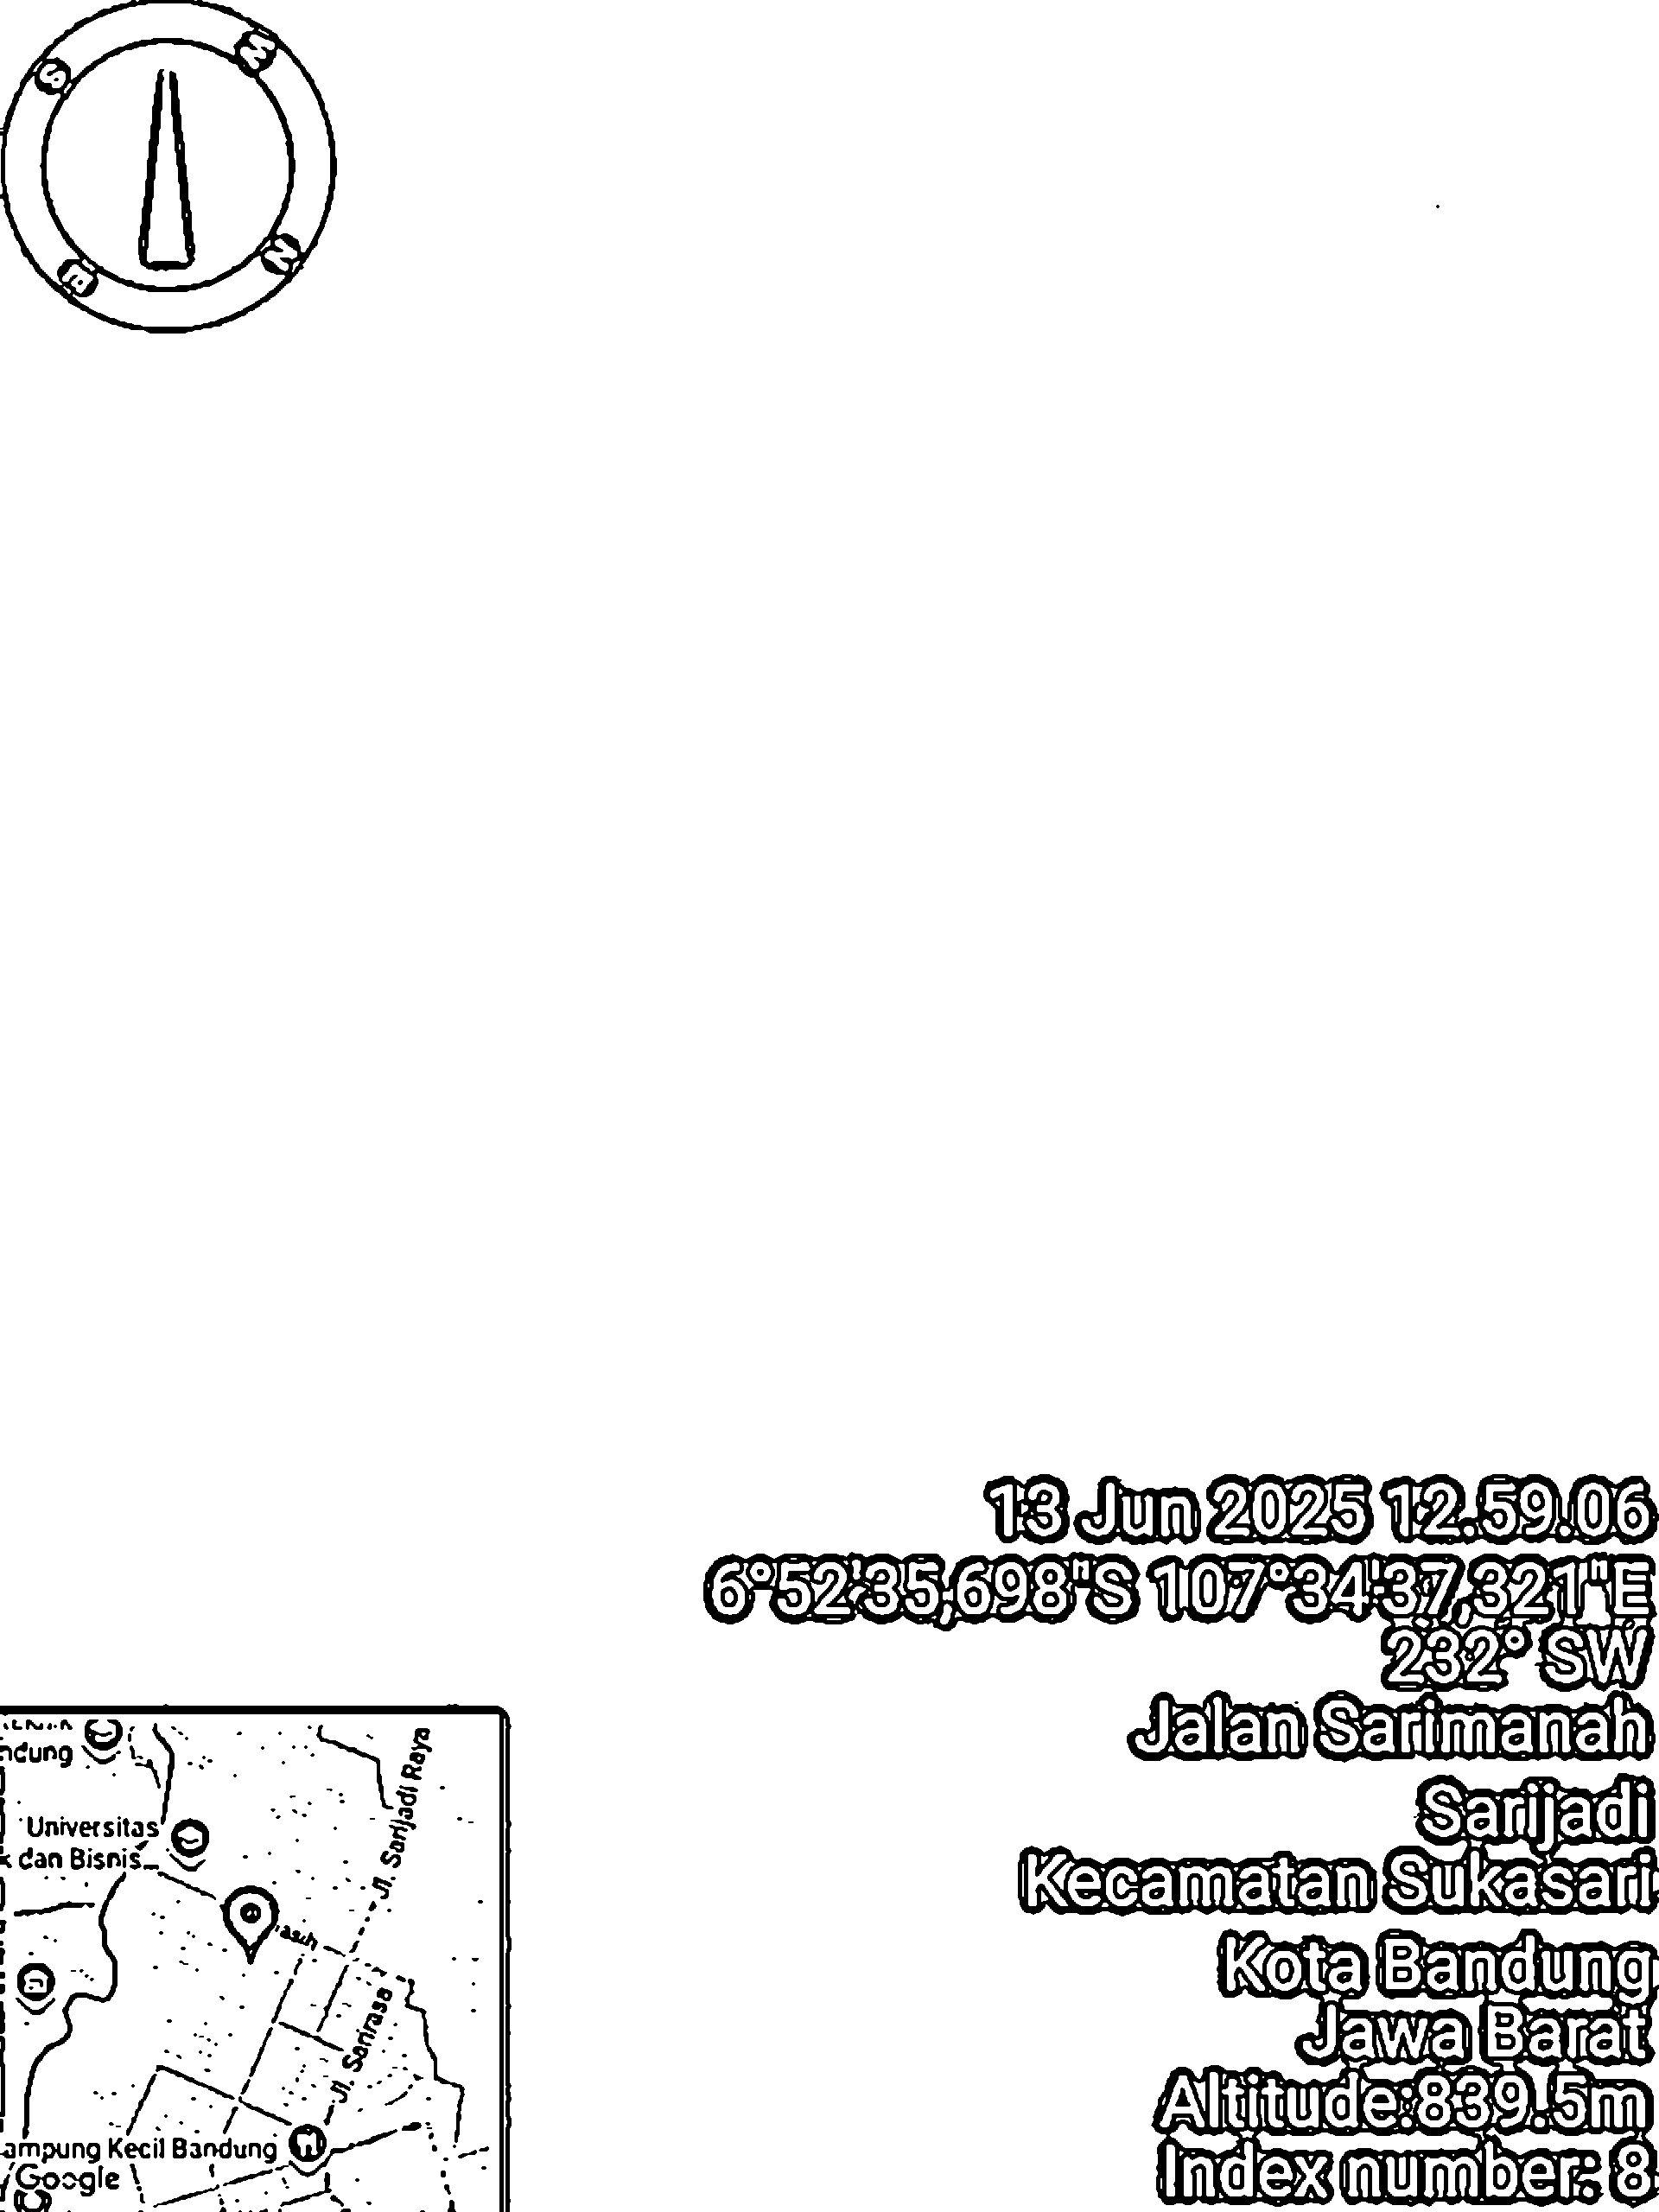 W
S
N
E
13 Jun 2025 12.59.06
6°52'35,698"S 107°34'37,321"E
232° SW
Jalan Sarimanah
Sarijadi
Kecamatan Sukasari
Kota Bandung
Jawa Barat
Altitude:839.5m
Index number: 8
ndung
Jl. Sarijadi Raya
Universitas
k dan Bisnis...
asih
Jl. Sarirasa
ampung Kecil Bandung
Google